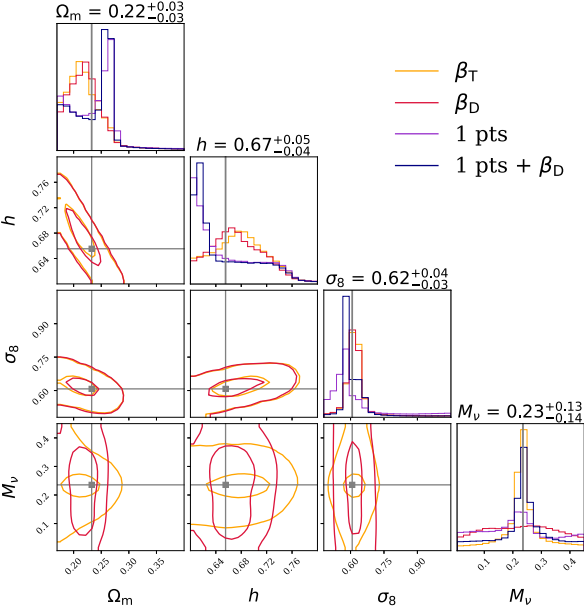 Ωm = 0.22+0.03−0.03
βT
βD
1 pts
1 pts + βD
h = 0.67+0.05−0.04
h
0.76
0.72
0.68
0.64
σ8 = 0.62+0.04−0.03
σ8
0.90
0.75
0.60
Mν = 0.23+0.13−0.14
Mν
0.4
0.3
0.2
0.1
0.20 0.25 0.30 0.35
0.64 0.68 0.72 0.76
0.60 0.75 0.90
0.1 0.2 0.3 0.4
Ωm h σ8 Mν